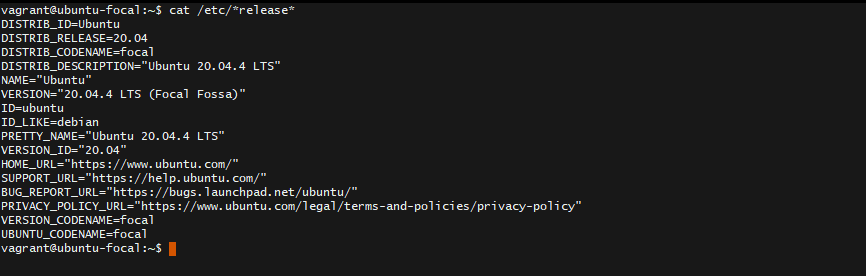 vagrant@ubuntu-focal:~$ cat /etc/*release*
DISTRIB_ID=Ubuntu
DISTRIB_RELEASE=20.04
DISTRIB_CODENAME=focal
DISTRIB_DESCRIPTION="Ubuntu 20.04.4 LTS"
NAME="Ubuntu"
VERSION="20.04.4 LTS (Focal Fossa)"
ID=ubuntu
ID_LIKE=debian
PRETTY_NAME="Ubuntu 20.04.4 LTS"
VERSION_ID="20.04"
HOME_URL="https://www.ubuntu.com/"
SUPPORT_URL="https://help.ubuntu.com/"
BUG_REPORT_URL="https://bugs.launchpad.net/ubuntu/"
PRIVACY_POLICY_URL="https://www.ubuntu.com/legal/terms-and-policies/privacy-policy"
VERSION_CODENAME=focal
UBUNTU_CODENAME=focal
vagrant@ubuntu-focal:~$